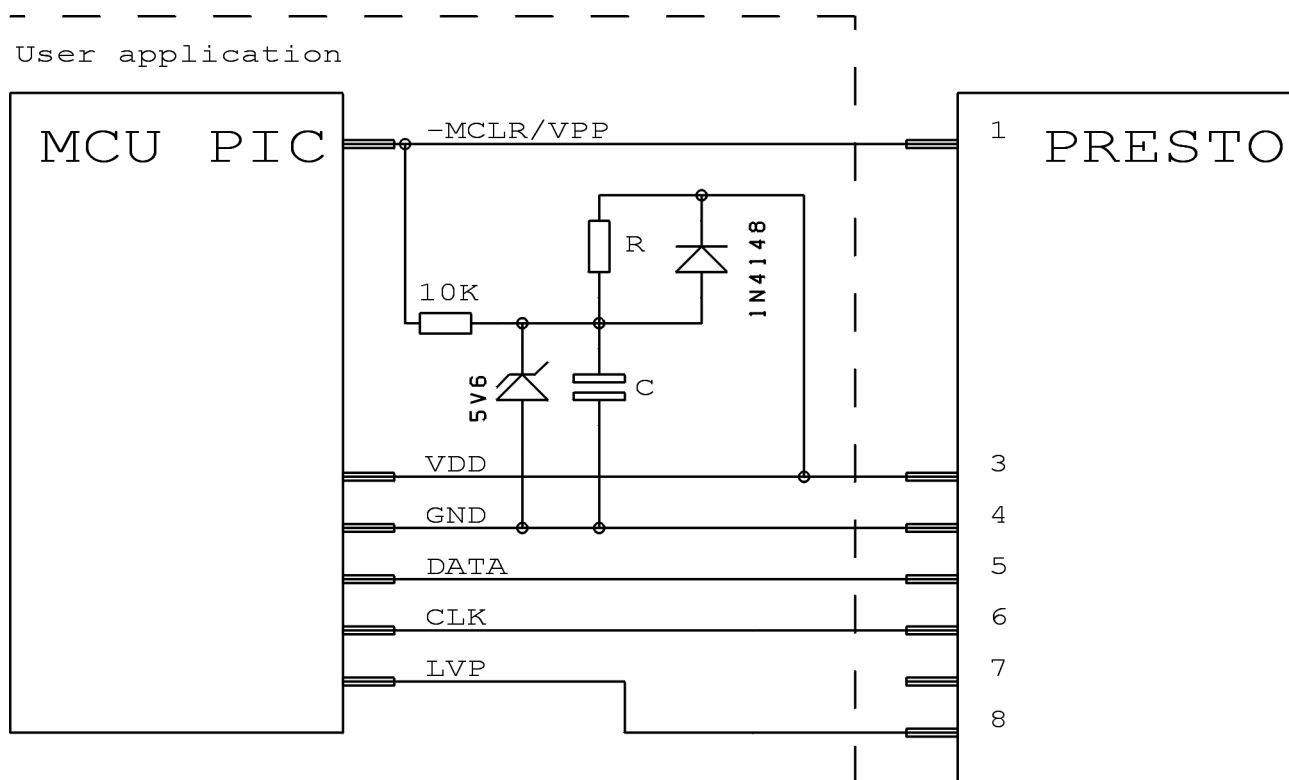 User application
MCU PIC
-MCLR/VPP
1
PRESTO
R
1N4148
10K
5V6
C
VDD
3
GND
4
DATA
5
CLK
6
LVP
7
8